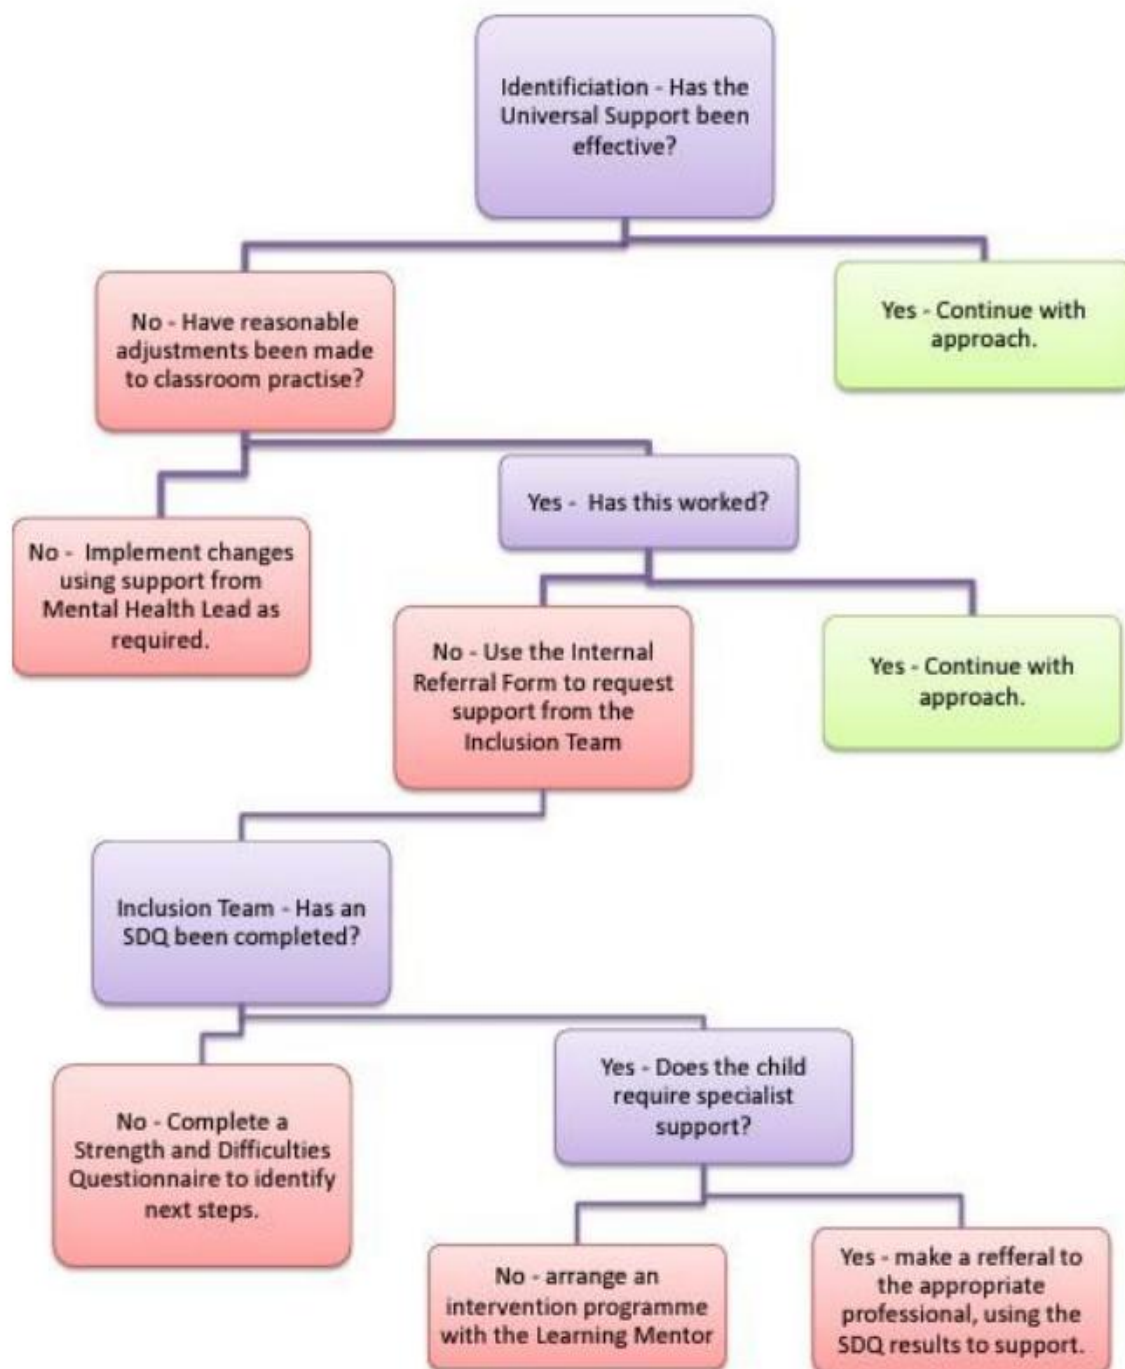 Identificiation - Has the
Universal Support been
effective?
No - Have reasonable
adjustments been made
to classroom practise?
Yes - Continue with
approach.
Yes - Has this worked?
No - Implement changes
using support from
Mental Health Lead as
required.
No - Use the Internal
Referral Form to request
support from the
Inclusion Team
Yes - Continue with
approach.
Inclusion Team - Has an
SDQ been completed?
Yes - Does the child
require specialist
support?
No - Complete a
Strength and Difficulties
Questionnaire to identify
next steps.
No - arrange an
intervention programme
with the Learning Mentor
Yes - make a refferal to
the appropriate
professional, using the
SDQ results to support.